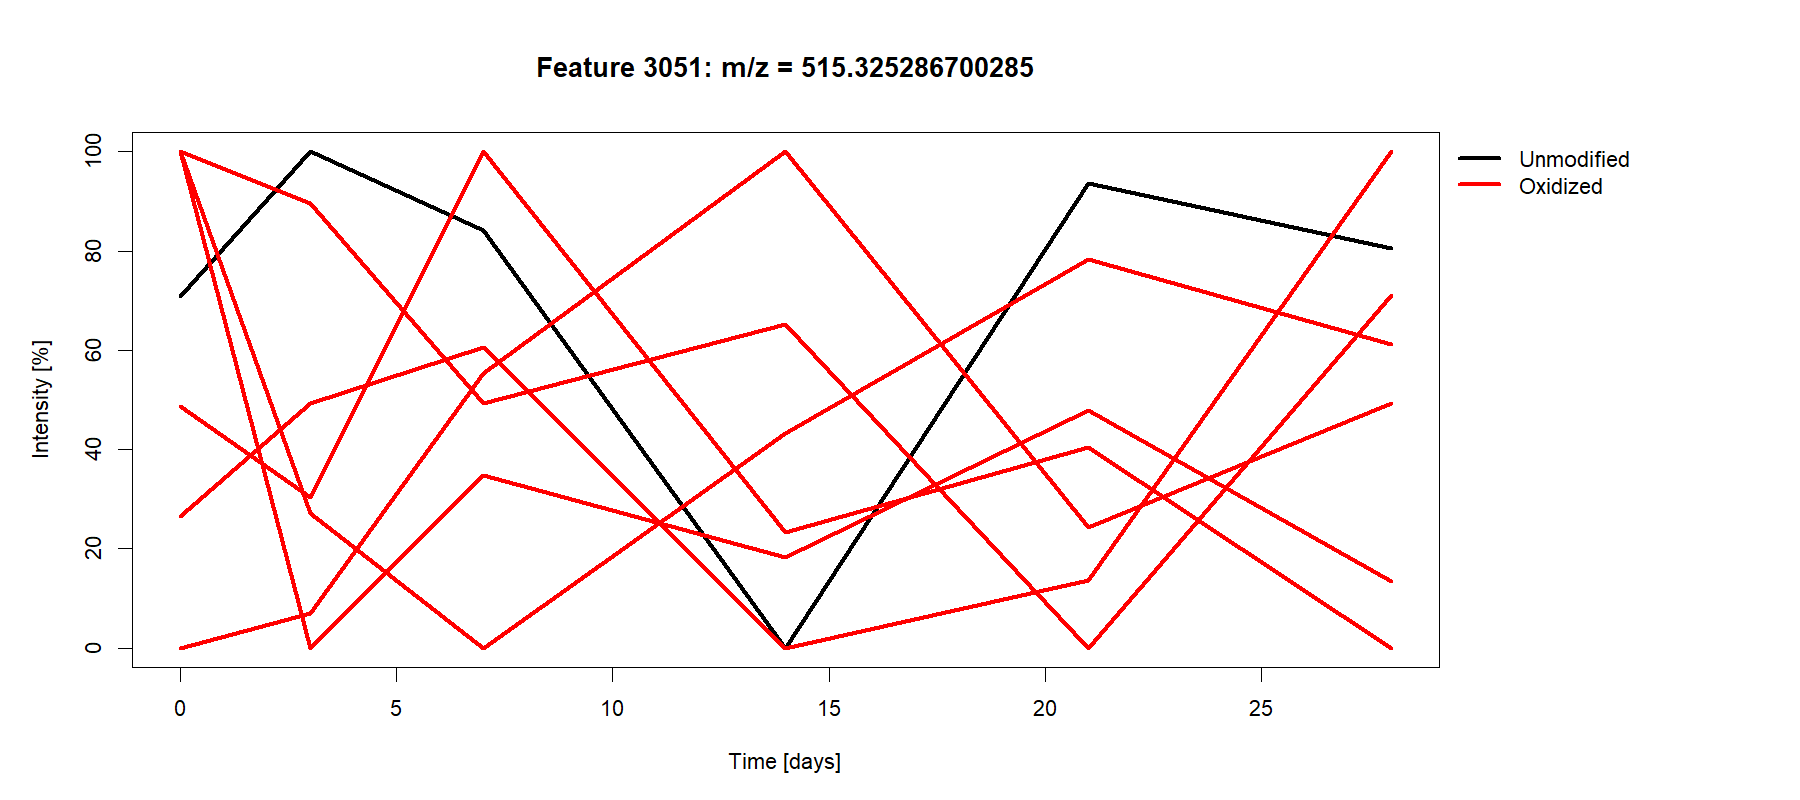 Feature 3051: m/z = 515.325286700285
Unmodified
Oxidized
Intensity [%]
100
80
60
40
20
0
0 5 10 15 20 25
Time [days]